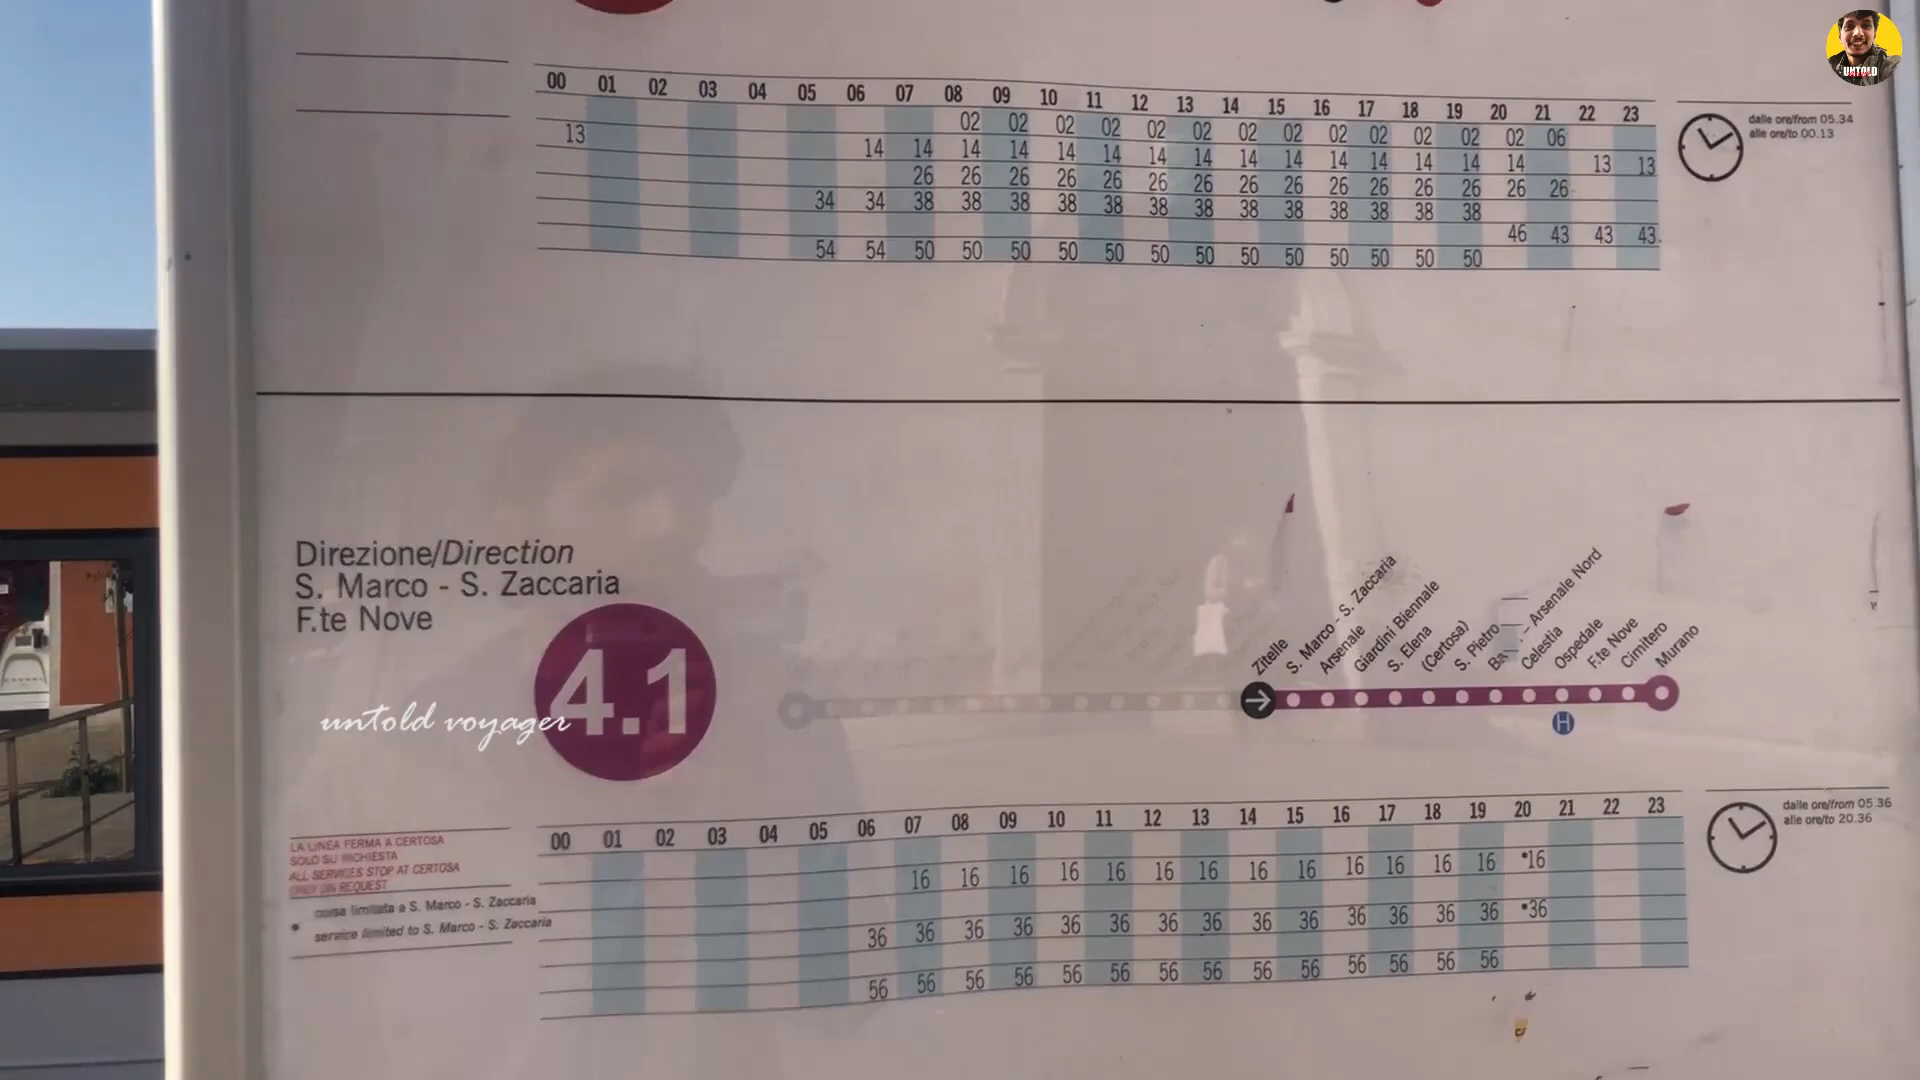 UNTOLD
00 01 02 03 04 05 06 07 08 09 10 11 12 13 14 15 16 17 18 19 20 21 22 23
02 02 02 02 02 02 02 02 02 02 02 02 02 06
13 14 14 14 14 14 14 14 14 14 14 14 14 14 14 14 13 13
26 26 26 26 26 26 26 26 26 26 26 26 26 26 26
34 34 38 38 38 38 38 38 38 38 38 38 38 38 38
46 43 43 43
54 54 50 50 50 50 50 50 50 50 50 50 50 50 50
dalle ore/from 05.34
alle ore/to 00.13
Direzione/Direction
S. Marco - S. Zaccaria
F.te Nove
4.1
untold voyager
Zitelle
S. Marco - S. Zaccaria
Arsenale
Giardini Biennale
S. Elena
(Certosa)
S. Pietro
Arsenale Nord
Celestia
Ospedale
F.te Nove
Cimitero
Murano
H
LA LINEA FERMA A CERTOSA
SOLO SU RICHIESTA
ALL SERVICES STOP AT CERTOSA
ONLY ON REQUEST
corsa limitata a S. Marco - S. Zaccaria
service limited to S. Marco - S. Zaccaria
00 01 02 03 04 05 06 07 08 09 10 11 12 13 14 15 16 17 18 19 20 21 22 23
16 16 16 16 16 16 16 16 16 16 16 16 16 •16
36 36 36 36 36 36 36 36 36 36 36 36 36 36 •36
56 56 56 56 56 56 56 56 56 56 56 56 56 56
dalle ore/from 05.36
alle ore/to 20.36